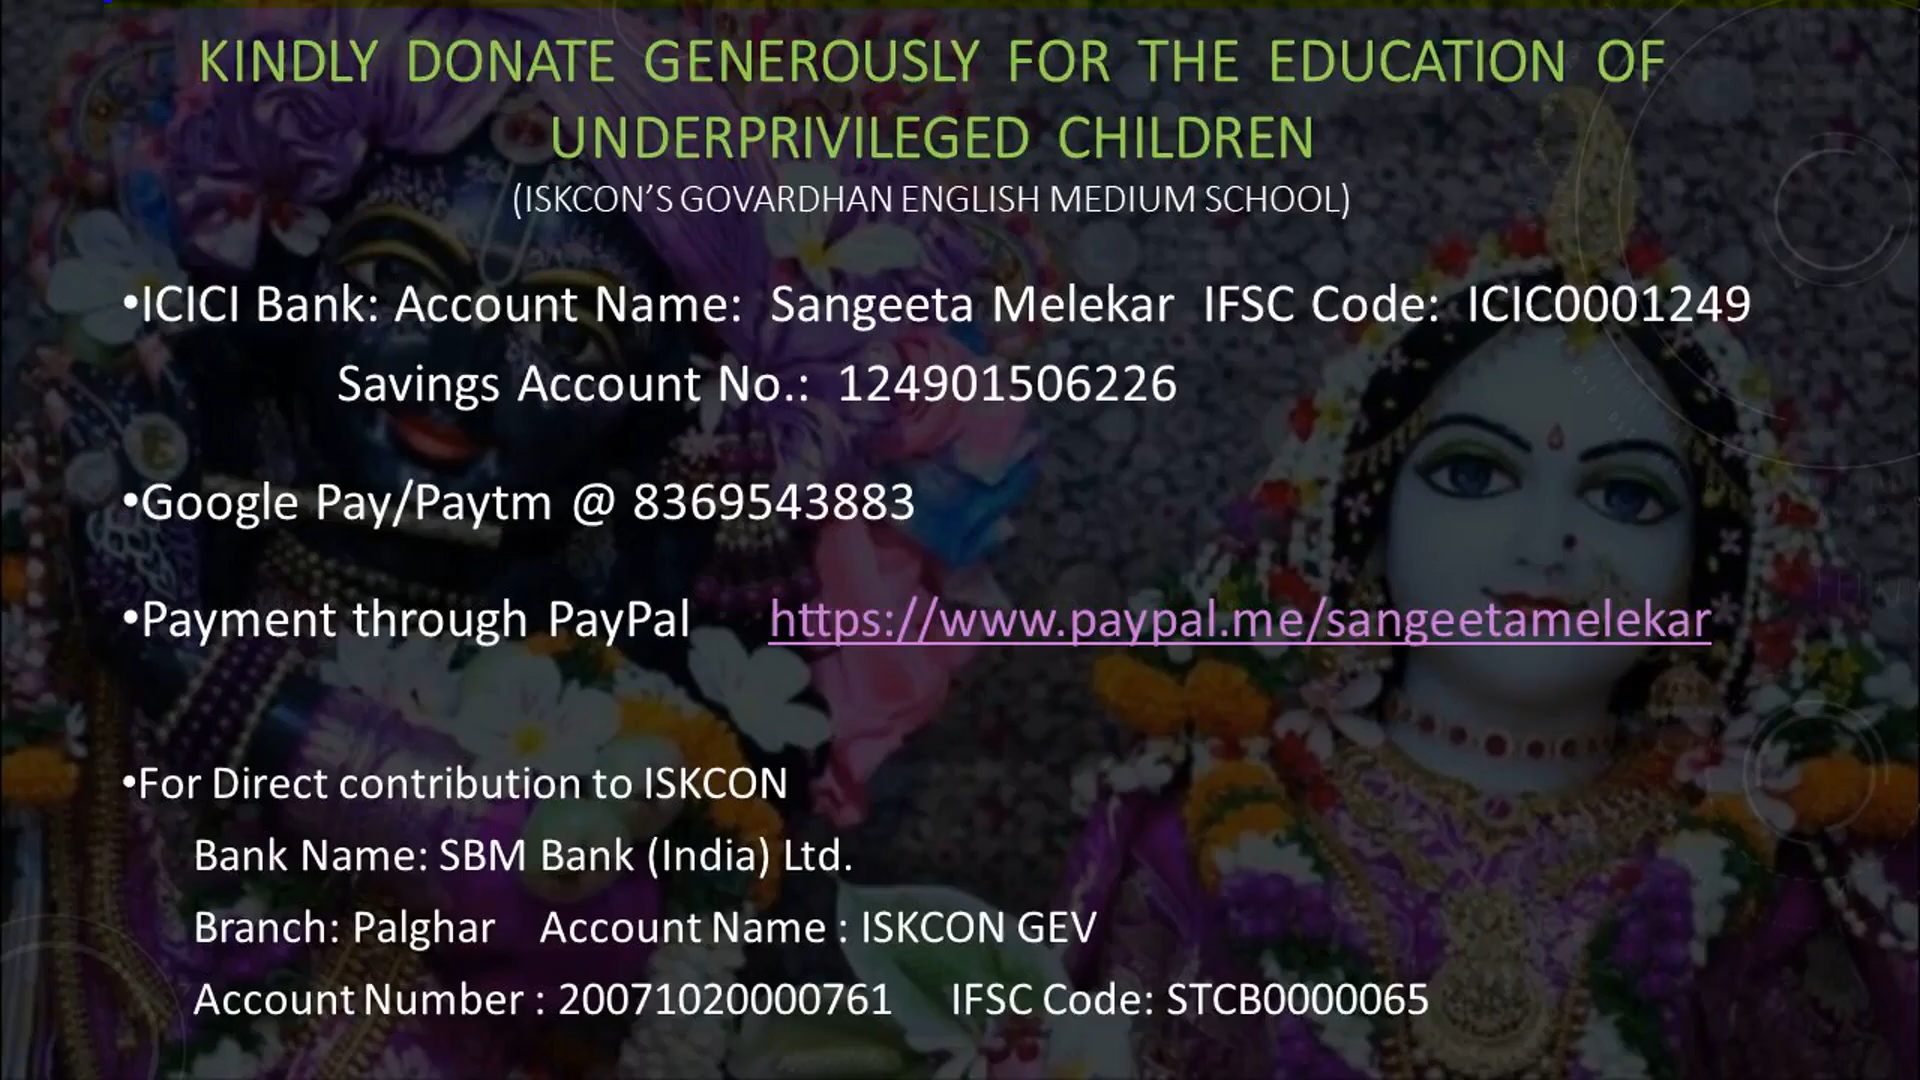 KINDLY DONATE GENEROUSLY FOR THE EDUCATION OF
UNDERPRIVILEGED CHILDREN
(ISKCON'S GOVARDHAN ENGLISH MEDIUM SCHOOL)
•ICICI Bank: Account Name: Sangeeta Melekar IFSC Code: ICIC0001249
Savings Account No.: 124901506226
•Google Pay/Paytm @ 8369543883
•Payment through PayPal https://www.paypal.me/sangeetamelekar
•For Direct contribution to ISKCON
Bank Name: SBM Bank (India) Ltd.
Branch: Palghar Account Name : ISKCON GEV
Account Number : 20071020000761 IFSC Code: STCB0000065